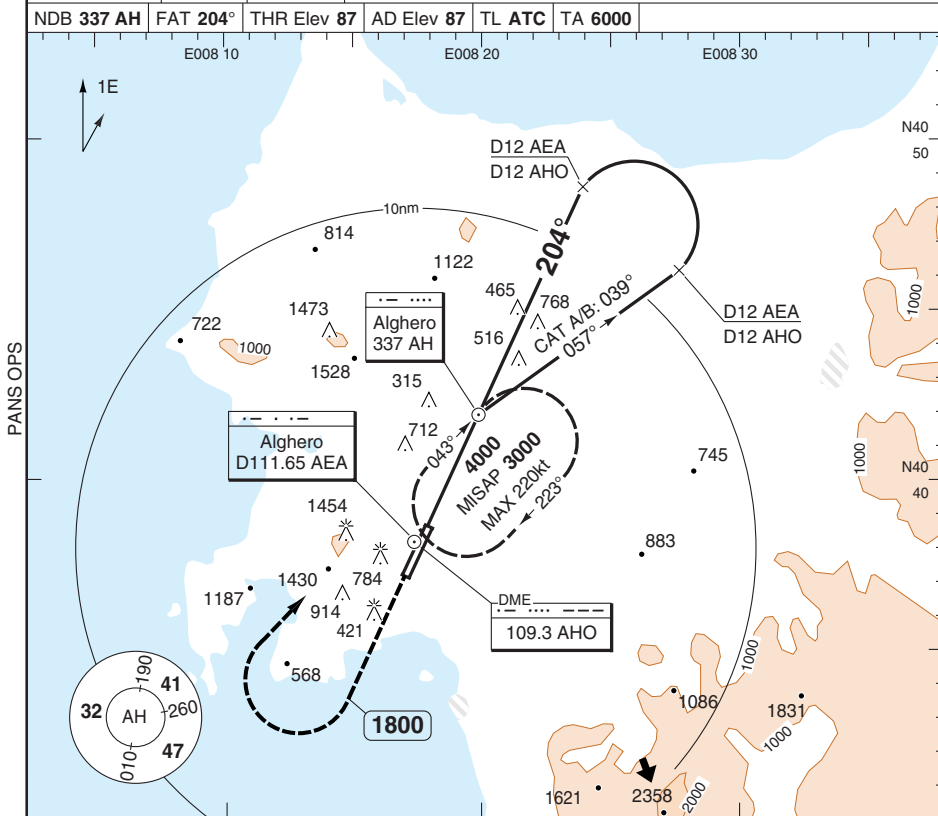 NDB 337 AH FAT 204° THR Elev 87 AD Elev 87 TL ATC TA 6000
E008 10
E008 20
E008 30
1E
N40
50
D12 AEA
D12 AHO
10nm
814
1122
204°
1000
465
768
CAT A/B: 039°
057°
D12 AEA
D12 AHO
Alghero
337 AH
1473
722
1000
516
1528
315
PANS OPS
712
043°
4000
MISAP 3000
MAX 220kt
223°
Alghero
D111.65 AEA
745
1000
N40
40
1454
883
1430
784
1187
914
421
DME
109.3 AHO
568
1000
1086
1831
1000
1800
190
41
32
AH
260
47
010
1621
2358
2000